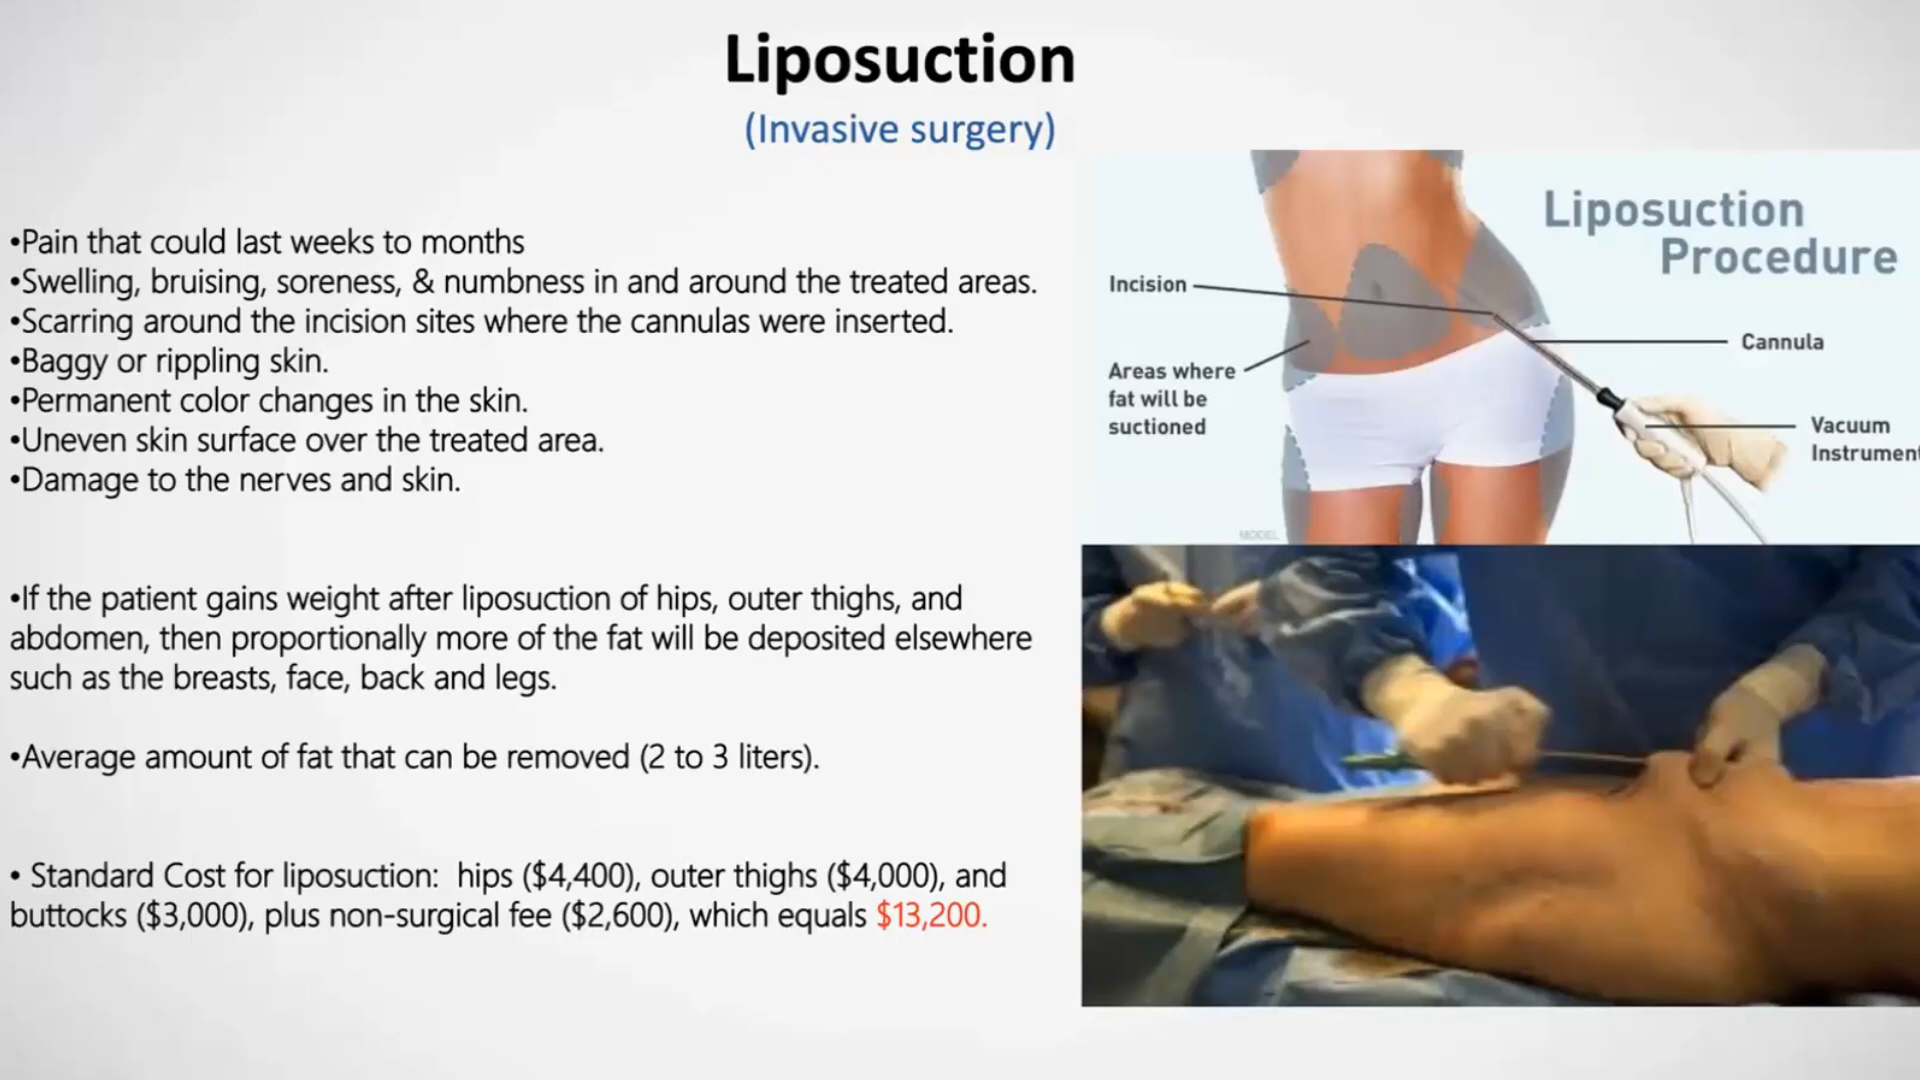 Liposuction
(Invasive surgery)
•Pain that could last weeks to months
•Swelling, bruising, soreness, & numbness in and around the treated areas.
•Scarring around the incision sites where the cannulas were inserted.
•Baggy or rippling skin.
•Permanent color changes in the skin.
•Uneven skin surface over the treated area.
•Damage to the nerves and skin.
•If the patient gains weight after liposuction of hips, outer thighs, and
abdomen, then proportionally more of the fat will be deposited elsewhere
such as the breasts, face, back and legs.
•Average amount of fat that can be removed (2 to 3 liters).
• Standard Cost for liposuction:  hips ($4,400), outer thighs ($4,000), and
buttocks ($3,000), plus non-surgical fee ($2,600), which equals $13,200.
Liposuction
Procedure
Incision
Cannula
Areas where
fat will be
suctioned
Vacuum
Instrument
MODEL